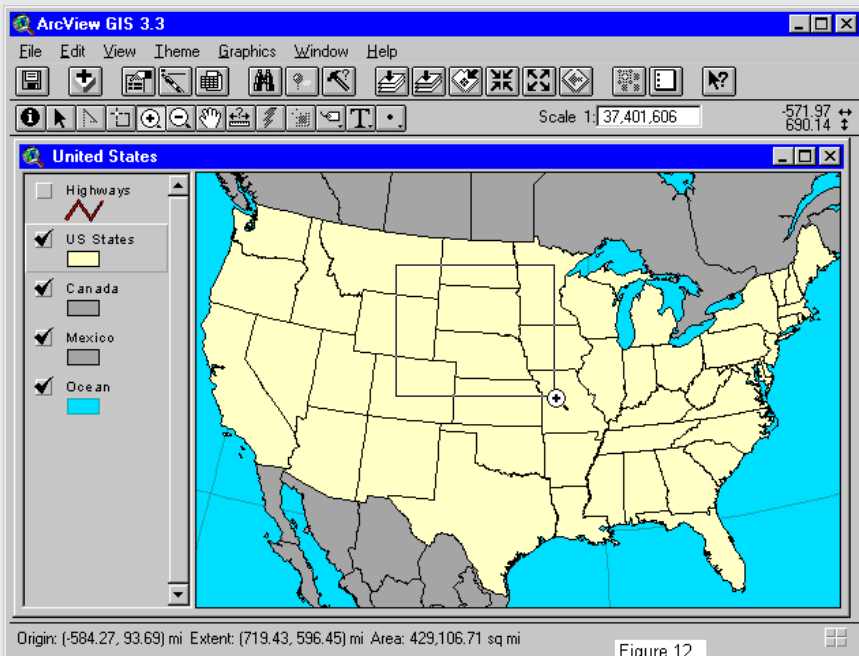 ArcView GIS 3.3
File Edit View Theme Graphics Window Help
Scale 1: 37,401,606
-571.97
690.14
United States
Highways
US States
Canada
Mexico
Ocean
Origin: (-584.27, 93.69) mi Extent: (719.43, 596.45) mi Area: 429,106.71 sq mi
Figure 12